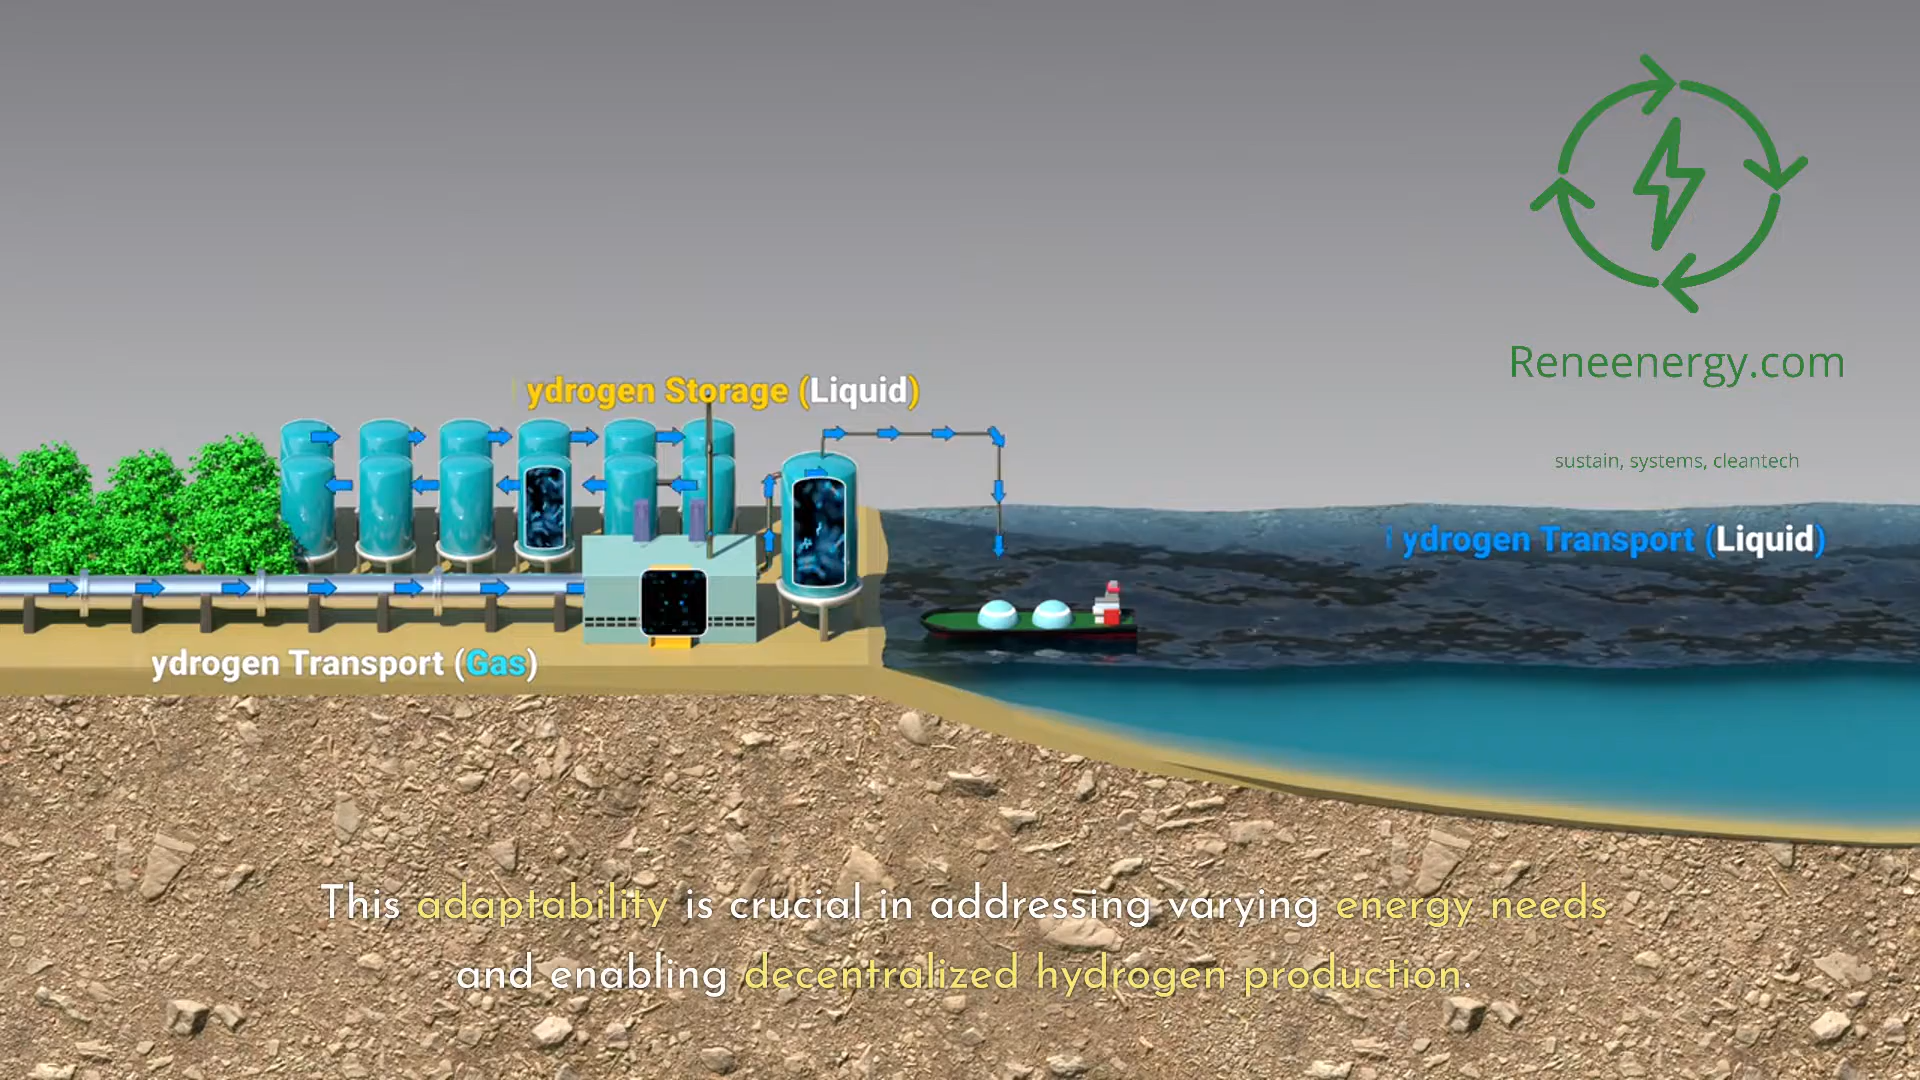 Reneenergy.com
ydrogen Storage (Liquid)
sustain, systems, cleantech
ydrogen Transport (Liquid)
ydrogen Transport (Gas)
This adaptability is crucial in addressing varying energy needs
and enabling decentralized hydrogen production.